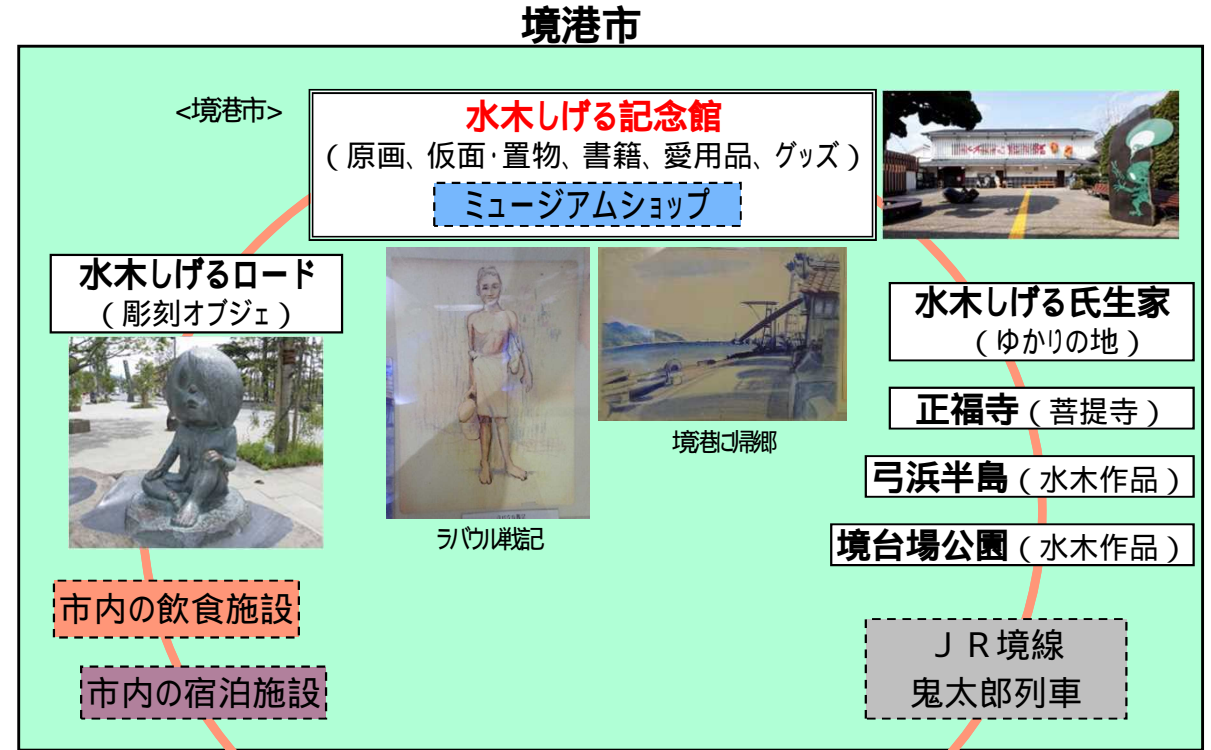 境港市
<境港市>
水木しげる記念館
(原画、仮面・置物、書籍、愛用品、グッズ)
ミュージアムショップ
水木しげるロード
(彫刻オブジェ)
水木しげる氏生家
(ゆかりの地)
正福寺(菩提寺)
境港に帰郷
弓浜半島(水木作品)
ラバウル戦記
境台場公園(水木作品)
市内の飲食施設
市内の宿泊施設
JR境線
鬼太郎列車